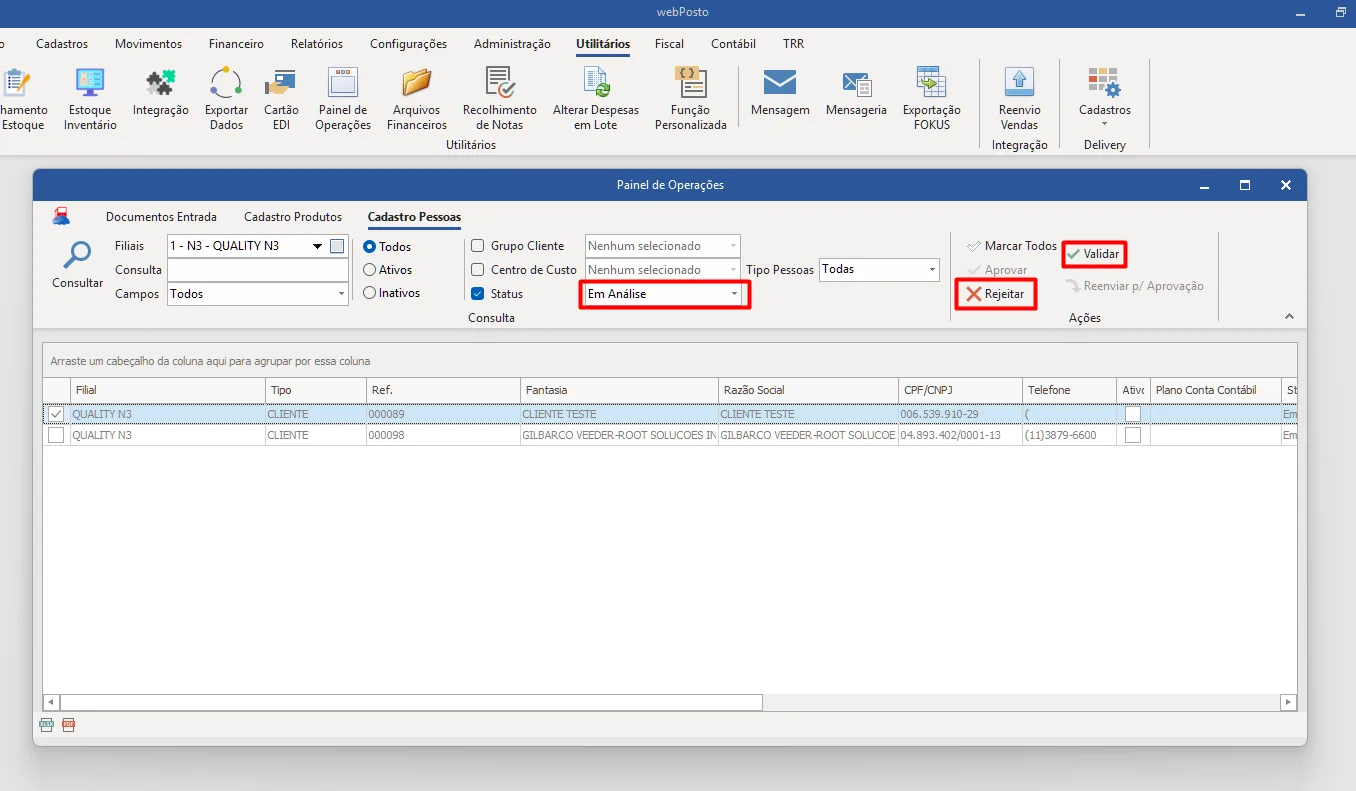 webPosto
Cadastros Movimentos Financeiro Relatórios Configurações Administração Utilitários Fiscal Contábil TRR
hamento
Estoque
Estoque
Inventário
Integração
Exportar
Dados
Cartão
EDI
Painel de
Operações
Arquivos
Financeiros
Recolhimento
de Notas
Alterar Despesas
em Lote
Função
Personalizada
Mensagem
Mensageria
Exportação
FOKUS
Reenvio
Vendas
Cadastros
Utilitários
Integração
Delivery
Painel de Operações
Documentos Entrada Cadastro Produtos Cadastro Pessoas
Consultar
Filiais 1 - N3 - QUALITY N3
Consulta
Campos Todos
Todos
Ativos
Inativos
Grupo Cliente Nenhum selecionado
Centro de Custo Nenhum selecionado Tipo Pessoas Todas
Status Em Análise
Consulta
Marcar Todos
Aprovar
Rejeitar
Validar
Reenviar p/ Aprovação
Ações
Arraste um cabeçalho da coluna aqui para agrupar por essa coluna
Filial Tipo Ref. Fantasia Razão Social CPF/CNPJ Telefone Ativo Plano Conta Contábil St
QUALITY N3 CLIENTE 000089 CLIENTE TESTE CLIENTE TESTE 006.539.910-29 ( Em
QUALITY N3 CLIENTE 000098 GILBARCO VEEDER-ROOT SOLUCOES IN GILBARCO VEEDER-ROOT SOLUCOE 04.893.402/0001-13 (11)3879-6600 Em
XLSX PDF